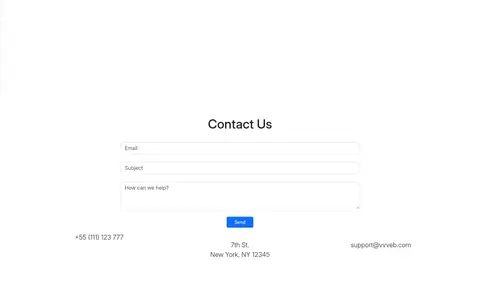 Contact Us
Email
Subject
How can we help?
Send
+55 (111) 123 777
7th St.
New York, NY 12345
support@vvveb.com